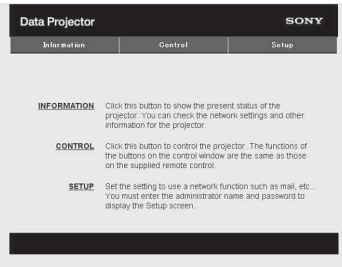 Data Projector SONY
Information Control Setup
INFORMATION Click this button to show the present status of the
projector. You can check the network settings and other
information for the projector.
CONTROL Click this button to control the projector. The functions of
the buttons on the control window are the same as those
on the supplied remote control.
SETUP Set the setting to use a network function such as mail, etc..
You must enter the administrator name and password to
display the Setup screen.